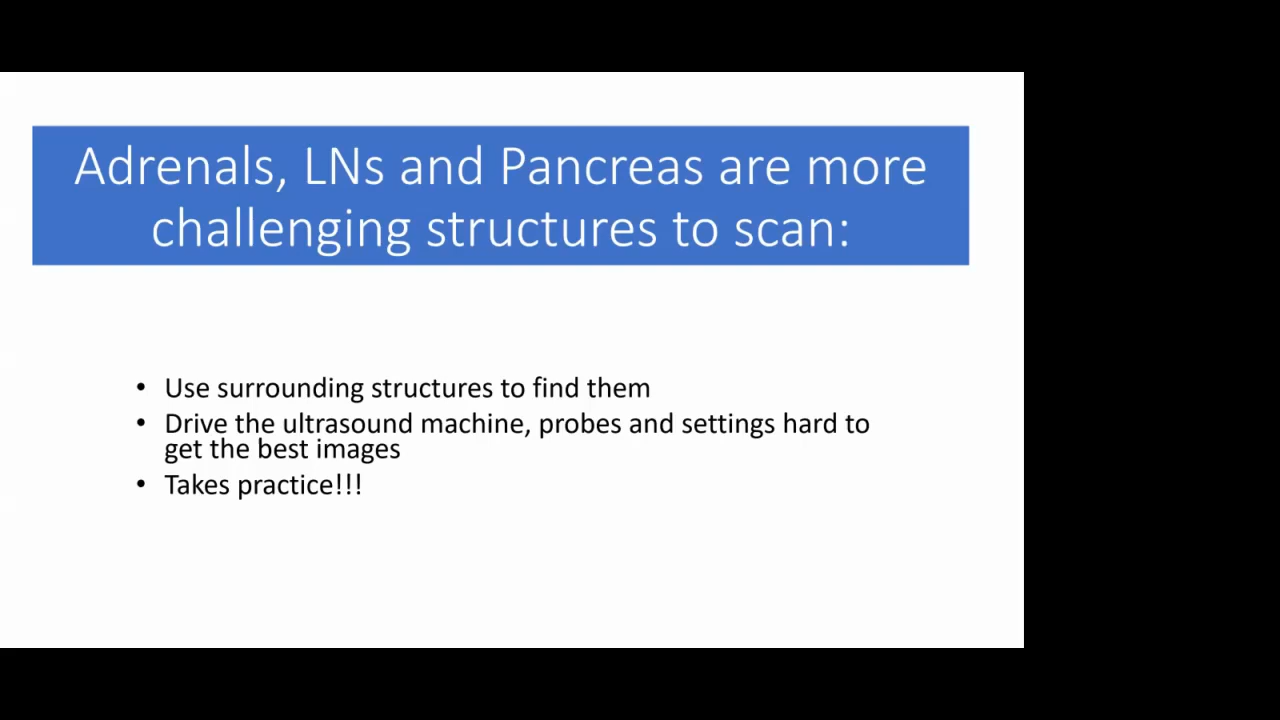 Adrenals, LNs and Pancreas are more
challenging structures to scan:
• Use surrounding structures to find them
• Drive the ultrasound machine, probes and settings hard to
get the best images
• Takes practice!!!